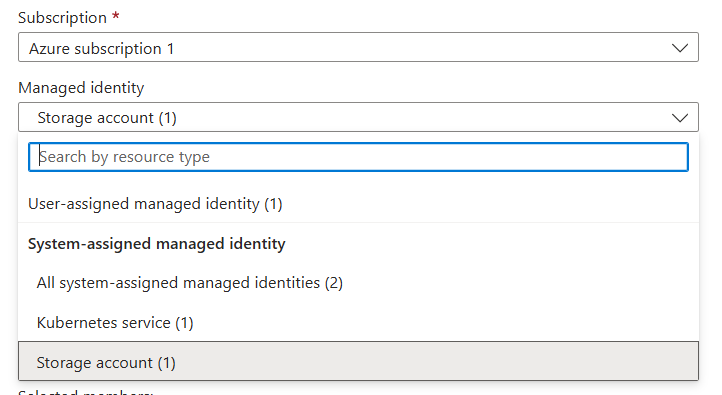 Subscription *
Azure subscription 1
Managed identity
Storage account (1)
Search by resource type
User-assigned managed identity (1)
System-assigned managed identity
All system-assigned managed identities (2)
Kubernetes service (1)
Storage account (1)
Selected members: